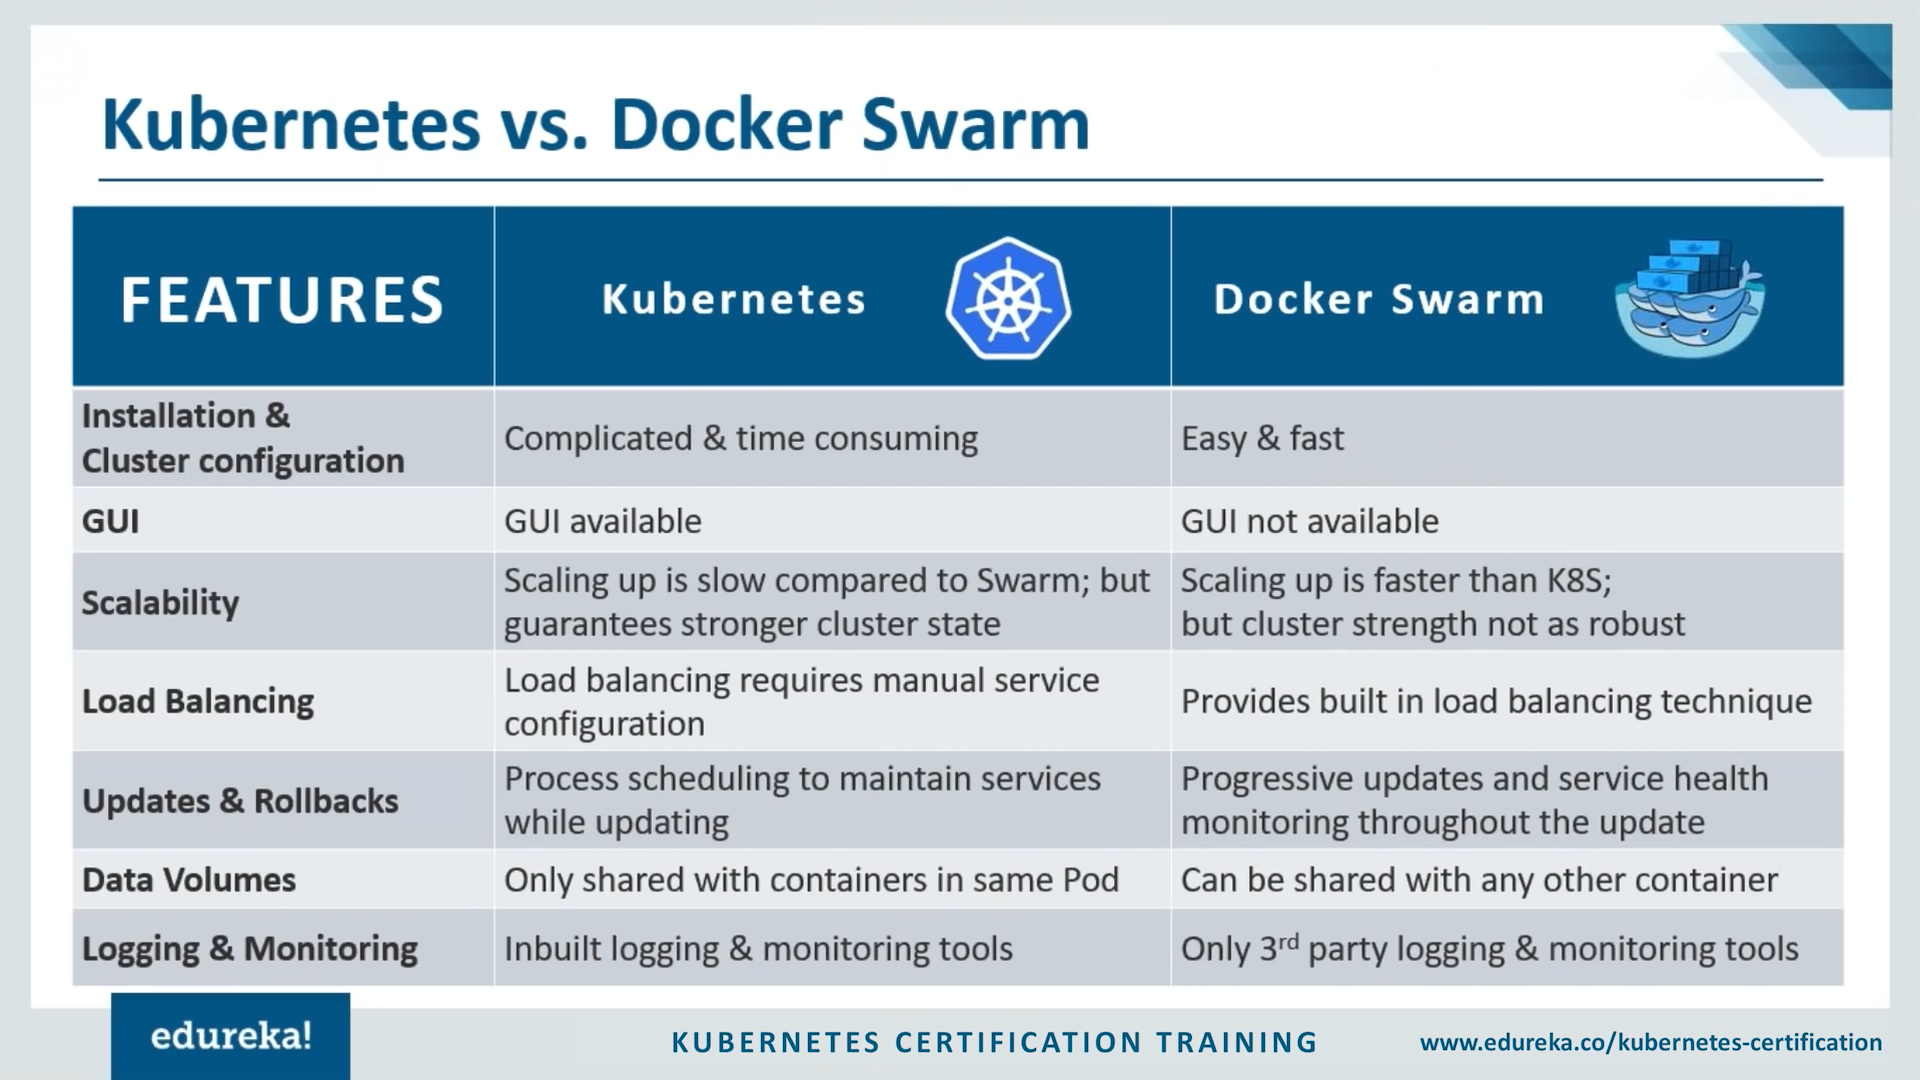 Kubernetes vs. Docker Swarm
FEATURES
Kubernetes
Docker Swarm
Installation &
Cluster configuration
Complicated & time consuming
Easy & fast
GUI
GUI available
GUI not available
Scalability
Scaling up is slow compared to Swarm; but
guarantees stronger cluster state
Scaling up is faster than K8S;
but cluster strength not as robust
Load Balancing
Load balancing requires manual service
configuration
Provides built in load balancing technique
Updates & Rollbacks
Process scheduling to maintain services
while updating
Progressive updates and service health
monitoring throughout the update
Data Volumes
Only shared with containers in same Pod
Can be shared with any other container
Logging & Monitoring
Inbuilt logging & monitoring tools
Only 3rd party logging & monitoring tools
edureka!
KUBERNETES CERTIFICATION TRAINING
www.edureka.co/kubernetes-certification